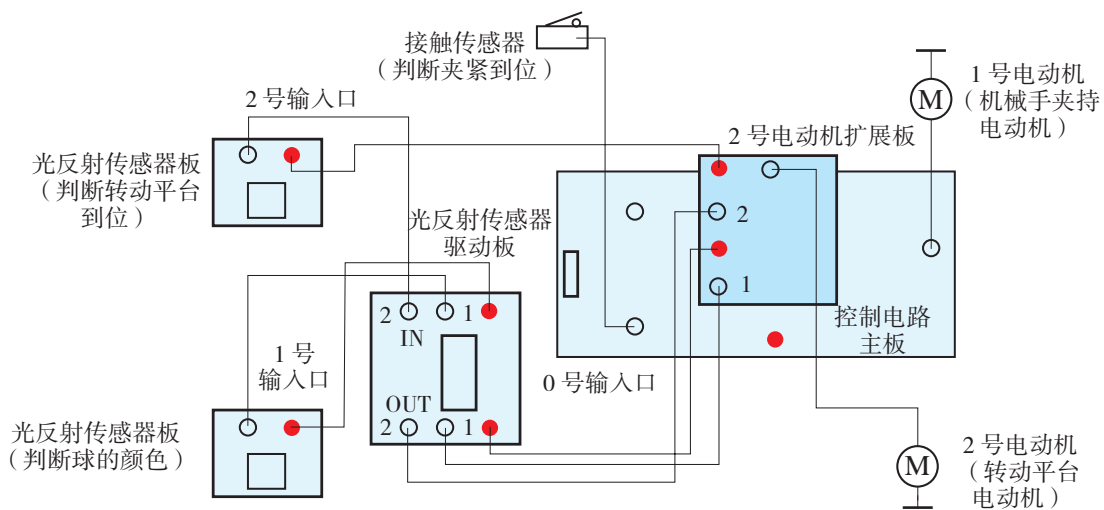 接触传感器
（判断夹紧到位）
1 号电动机
（机械手夹持
电动机）
M
2 号输入口
2 号电动机扩展板
光反射传感器板
（判断转动平台
到位）
光反射传感器
驱动板
2
1
2
1
IN
控制电路
主板
1 号
输入口
0 号输入口
OUT
2
1
光反射传感器板
（判断球的颜色）
M
2 号电动机
（转动平台
电动机）